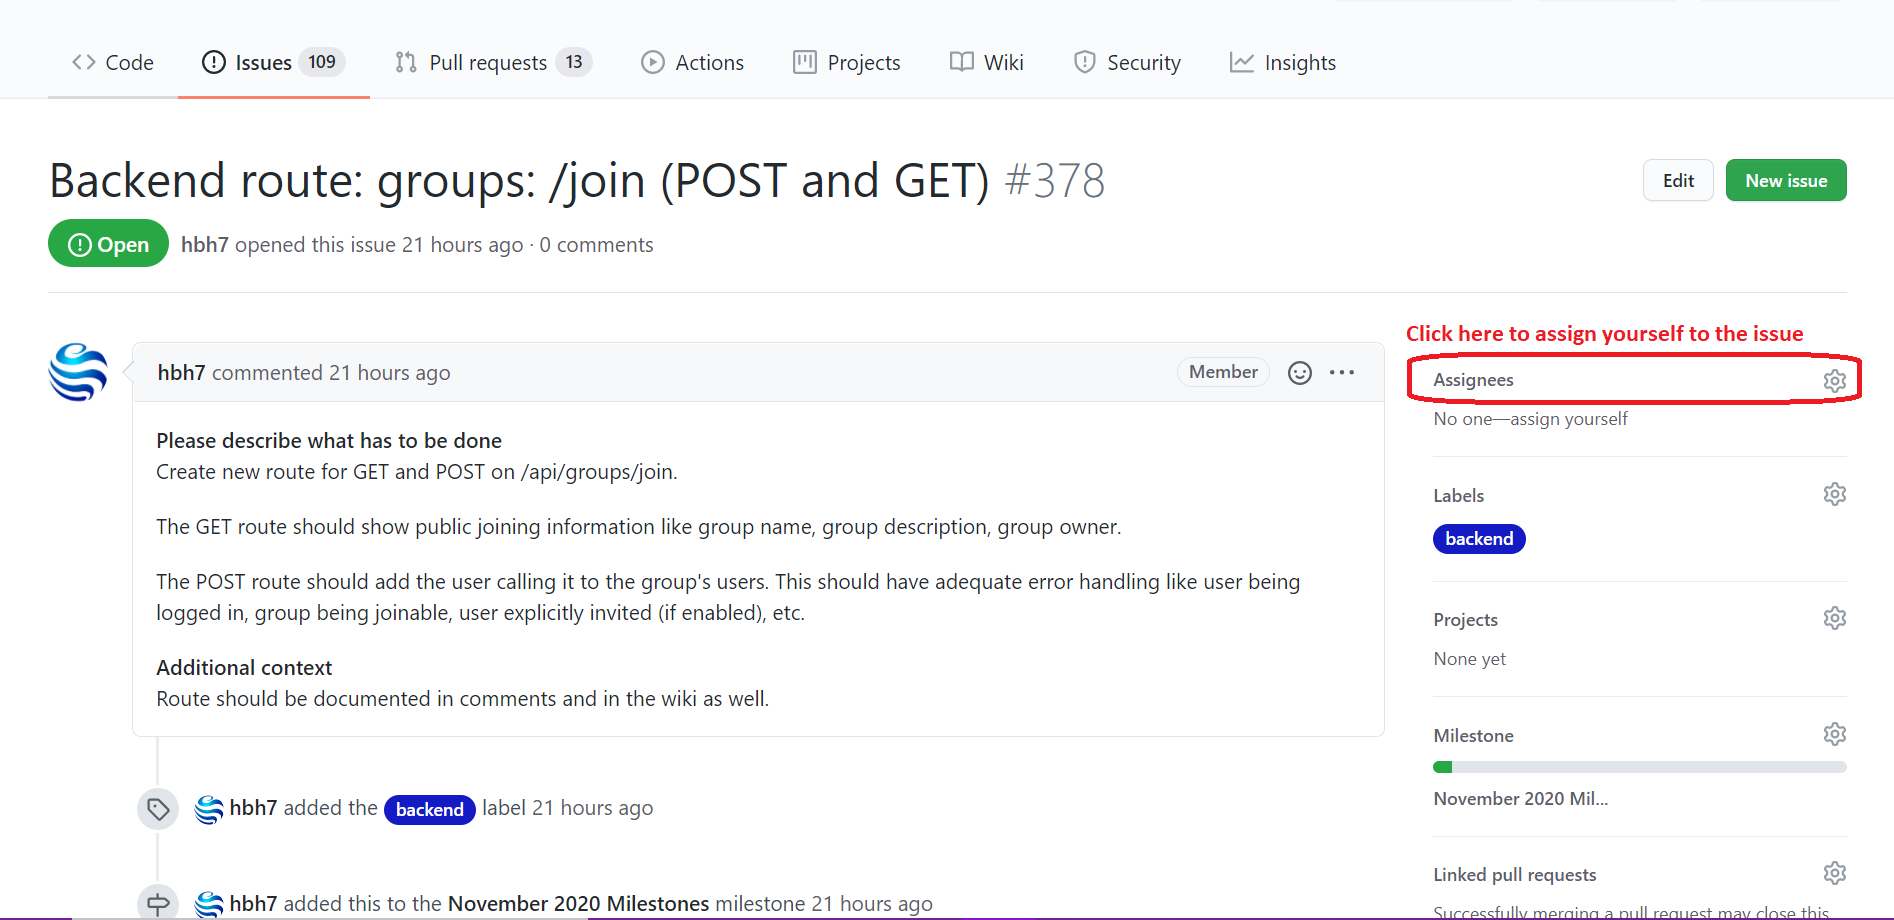 Code Issues 109 Pull requests 13 Actions Projects Wiki Security Insights
Backend route: groups: /join (POST and GET) #378
Edit New issue
Open hbh7 opened this issue 21 hours ago · 0 comments
Click here to assign yourself to the issue
hbh7 commented 21 hours ago Member
Please describe what has to be done
Create new route for GET and POST on /api/groups/join.
The GET route should show public joining information like group name, group description, group owner.
The POST route should add the user calling it to the group's users. This should have adequate error handling like user being
logged in, group being joinable, user explicitly invited (if enabled), etc.
Additional context
Route should be documented in comments and in the wiki as well.
hbh7 added the backend label 21 hours ago
hbh7 added this to the November 2020 Milestones milestone 21 hours ago
Assignees
No one—assign yourself
Labels
backend
Projects
None yet
Milestone
November 2020 Mil...
Linked pull requests
Successfully merging a pull request may close this